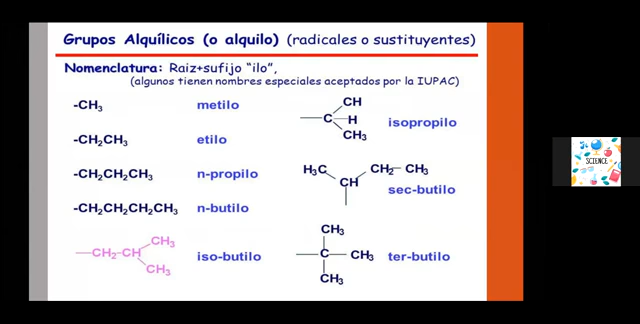 Grupos Alquílicos (o alquilo) (radicales o sustituyentes)
Nomenclatura: Raiz+sufijo “ilo”,
(algunos tienen nombres especiales aceptados por la IUPAC)
-CH3 metilo
-CH2CH3 etilo
-CH2CH2CH3 n-propilo
-CH2CH2CH2CH3 n-butilo
CH3
CH2-CH iso-butilo
CH3
CH
C H isopropilo
CH3
H3C CH2 CH3
CH sec-butilo
CH3
C CH3 ter-butilo
CH3
SCIENCE